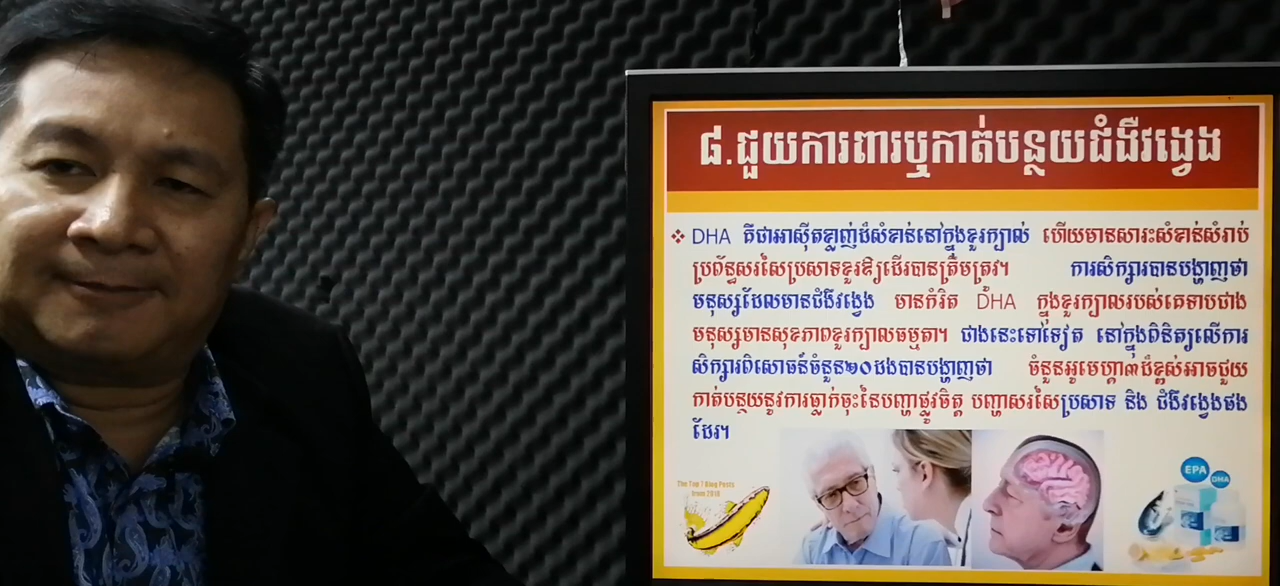 ៨.ជួយការពារឬកាត់បន្ថយជំងឺវង្វេង
❖ DHA គឺជាអាស៊ីតខ្លាញ់ដ៏សំខាន់នៅក្នុងខួរក្បាល់ ហើយមានសារះសំខាន់សំរាប់
ប្រព័ន្ធសរសៃប្រសាទខួរឱ្យដើរបានត្រឹមត្រូវ។ ការសិក្សារបានបង្ហាញថា
មនុស្សដែលមានជំងឺវង្វេង មានកំរិត DHA ក្នុងខួរក្បាលរបស់គេទាបជាង
មនុស្សមានសុខភាពខួរក្បាលធម្មតា។ ជាងនេះទៅទៀត នៅក្នុងពិនិត្យលើការ
សិក្សារពិសោធន៍ចំនួន២០ដងបានបង្ហាញថា ចំនួនអូមេហ្គា៣ដ៏ខ្ពស់អាចជួយ
កាត់បន្ថយនូវការធ្លាក់ចុះនៃបញ្ហាផ្លូវចិត្ត បញ្ហាសរសៃប្រសាទ និង ជំងឺវង្វេងផង
ដែរ។
The Top 7 Blog Posts
from 2018
EPA
DHA